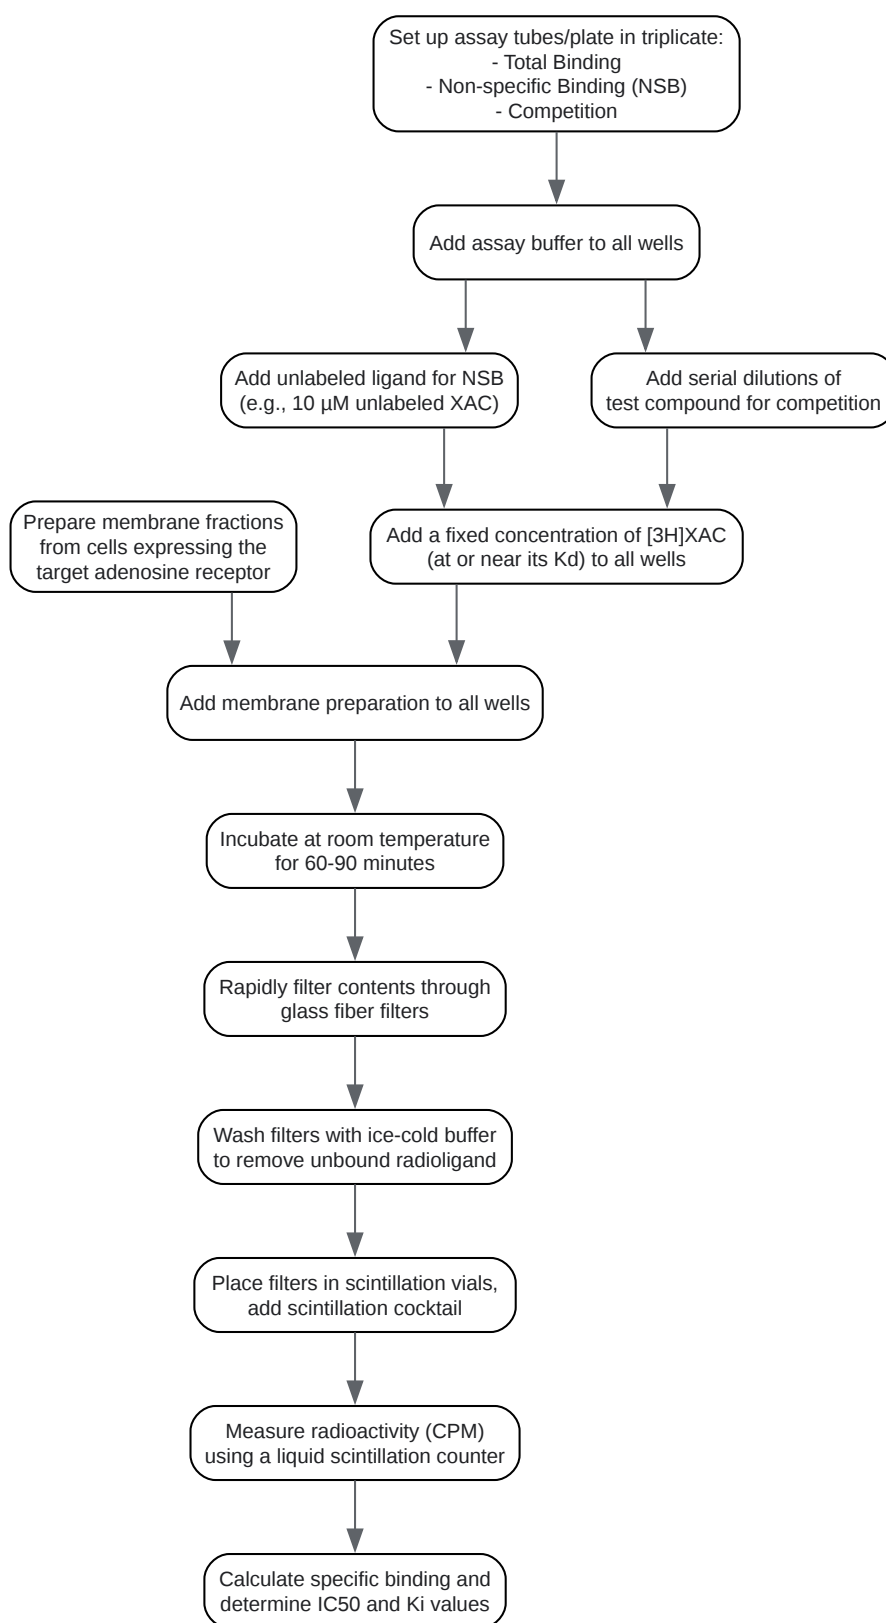 Set up assay tubes/plate in triplicate:
- Total Binding
- Non-specific Binding (NSB)
- Competition
Add assay buffer to all wells
Add unlabeled ligand for NSB
(e.g., 10 µM unlabeled XAC)
Add serial dilutions of
test compound for competition
Prepare membrane fractions
from cells expressing the
target adenosine receptor
Add a fixed concentration of [3H]XAC
(at or near its Kd) to all wells
Add membrane preparation to all wells
Incubate at room temperature
for 60-90 minutes
Rapidly filter contents through
glass fiber filters
Wash filters with ice-cold buffer
to remove unbound radioligand
Place filters in scintillation vials,
add scintillation cocktail
Measure radioactivity (CPM)
using a liquid scintillation counter
Calculate specific binding and
determine IC50 and Ki values